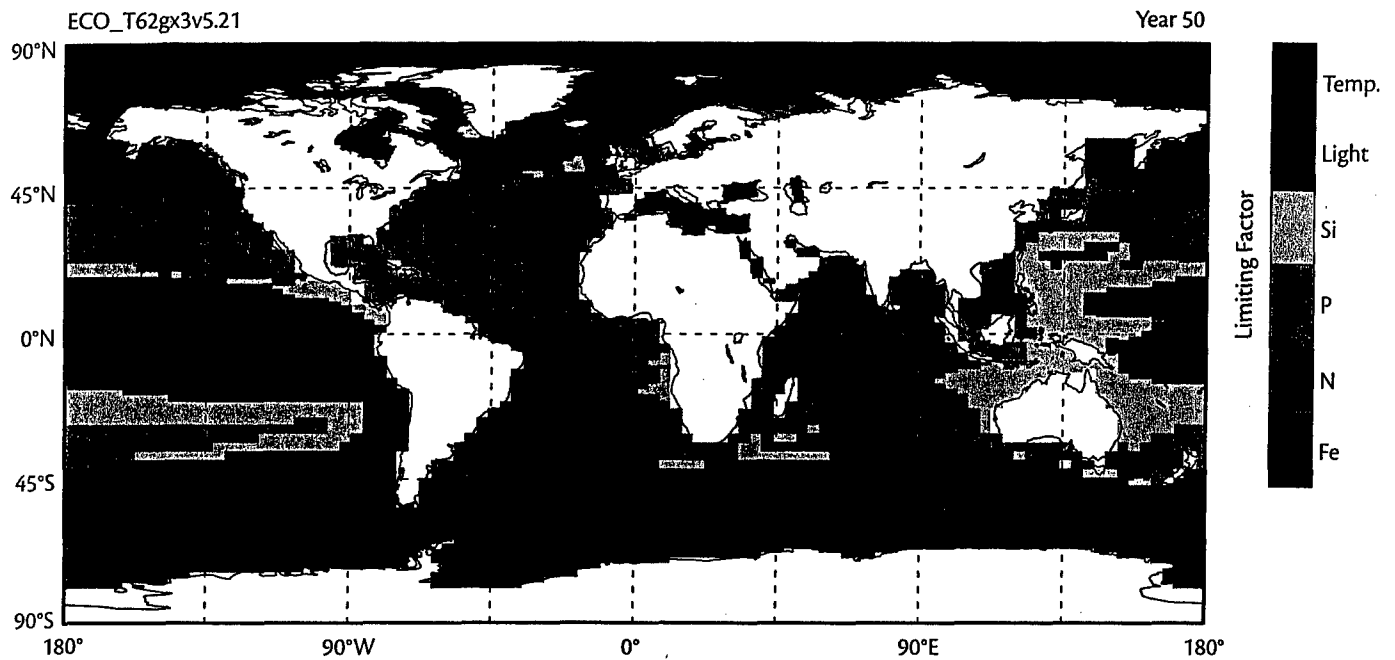 ECO_T62gx3v5.21
Year 50
90°N
45°N
0°N
45°S
90°S
180°
90°W
0°
90°E
180°
Limiting Factor
Temp.
Light
Si
P
N
Fe